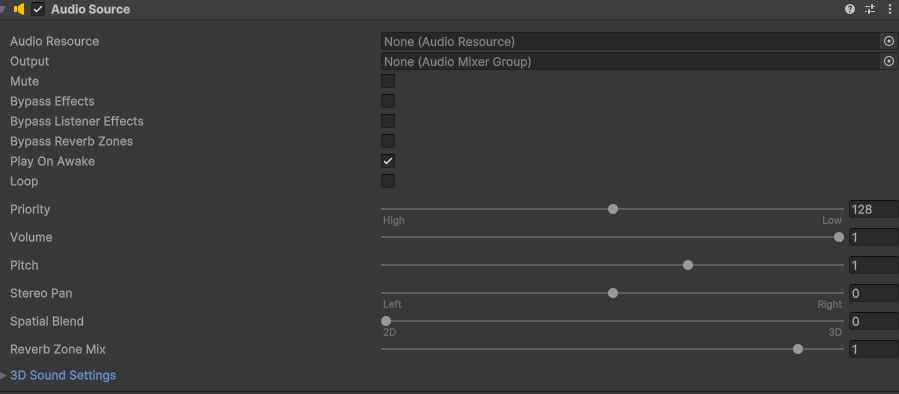 Audio Source
Audio Resource None (Audio Resource)
Output None (Audio Mixer Group)
Mute
Bypass Effects
Bypass Listener Effects
Bypass Reverb Zones
Play On Awake
Loop
Priority 128
High Low
Volume 1
Pitch 1
Stereo Pan 0
Left Right
Spatial Blend 0
2D 3D
Reverb Zone Mix 1
3D Sound Settings